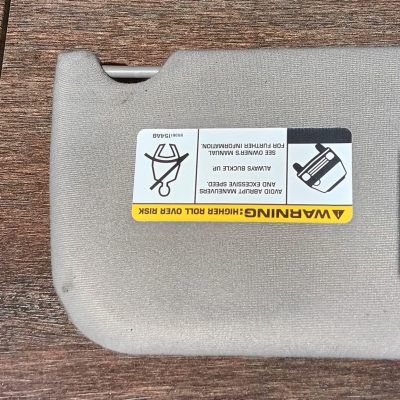 WARNING: HIGHER ROLL OVER RISK
AVOID ABRUPT MANEUVERS
AND EXCESSIVE SPEED.
ALWAYS BUCKLE UP
SEE OWNER'S MANUAL
FOR FURTHER INFORMATION.